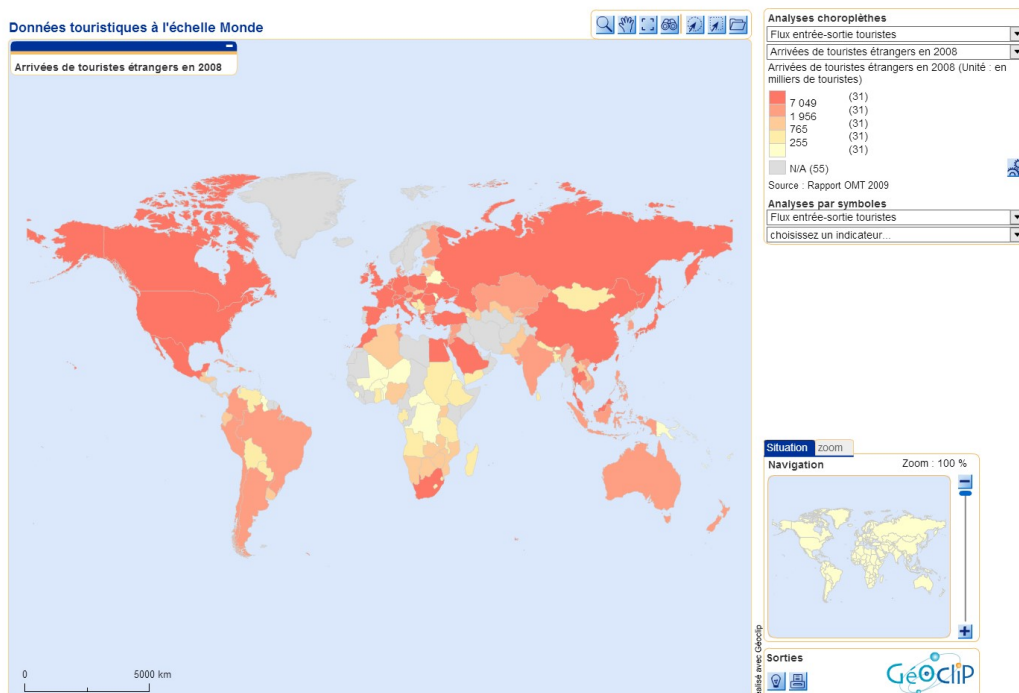 Données touristiques à l'échelle Monde
Arrivées de touristes étrangers en 2008
0
5000 km
Analyses choroplèthes
Flux entrée-sortie touristes
Arrivées de touristes étrangers en 2008
Arrivées de touristes étrangers en 2008 (Unité : en
milliers de touristes)
(31)
7 049
(31)
1 956
(31)
765
(31)
255
(31)
N/A (55)
Source : Rapport OMT 2009
Analyses par symboles
Flux entrée-sortie touristes
choisissez un indicateur...
Situation zoom
Navigation Zoom : 100 %
alisé avec Géoclip
Sorties
GéoclIP